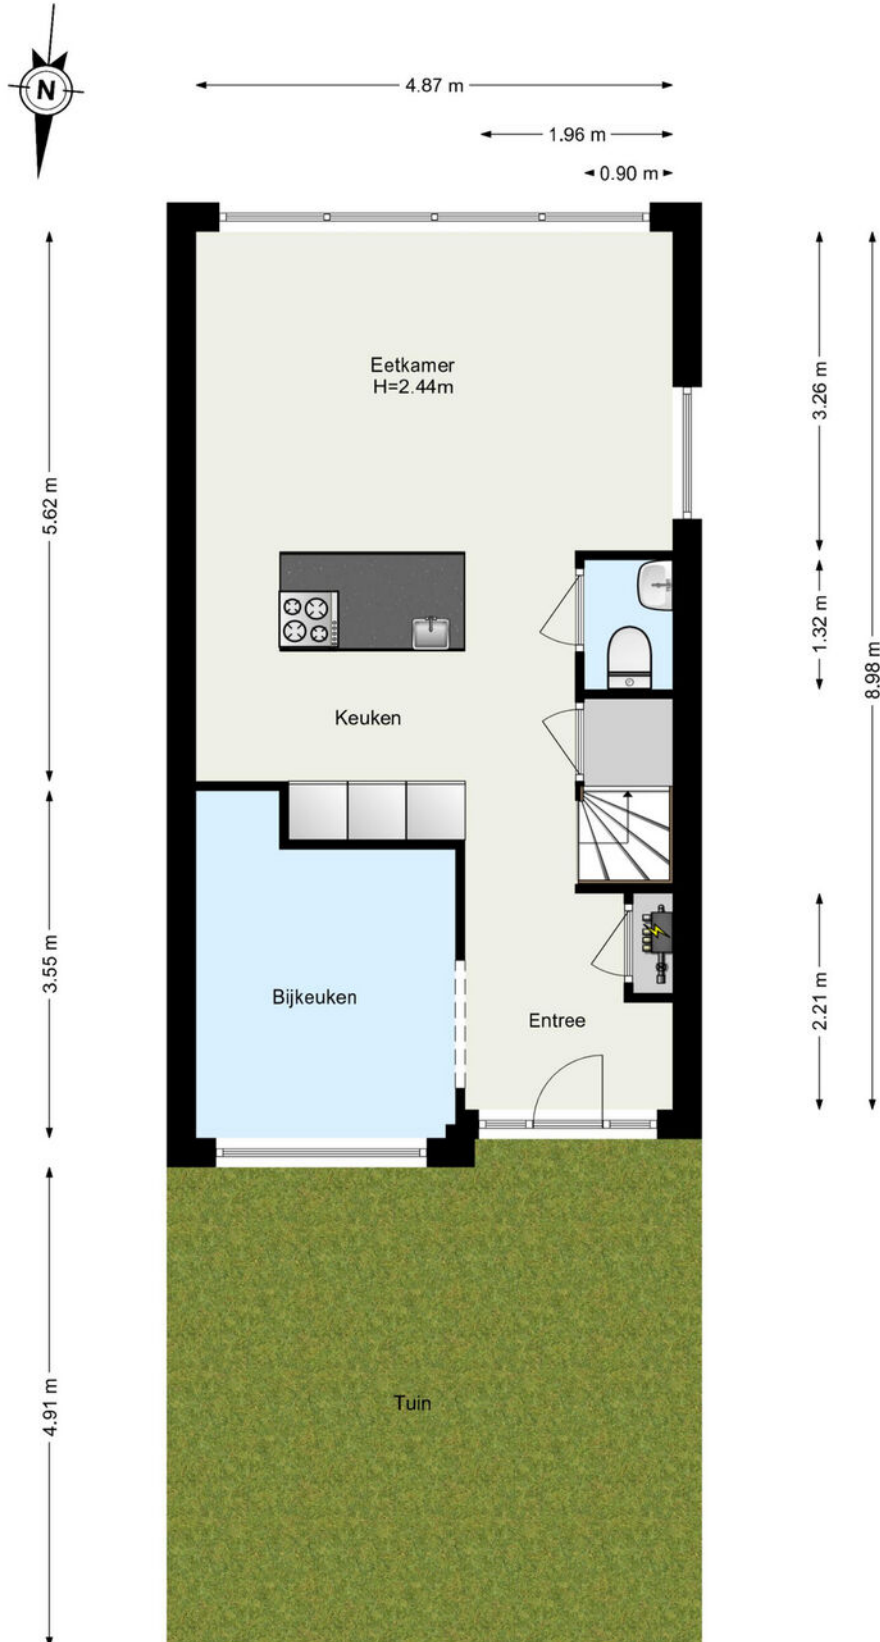 N
4.87 m
1.96 m
0.90 m
Eetkamer
H=2.44m
3.26 m
5.62 m
1.32 m
8.98 m
Keuken
3.55 m
Bijkeuken
Entree
2.21 m
Tuin
4.91 m